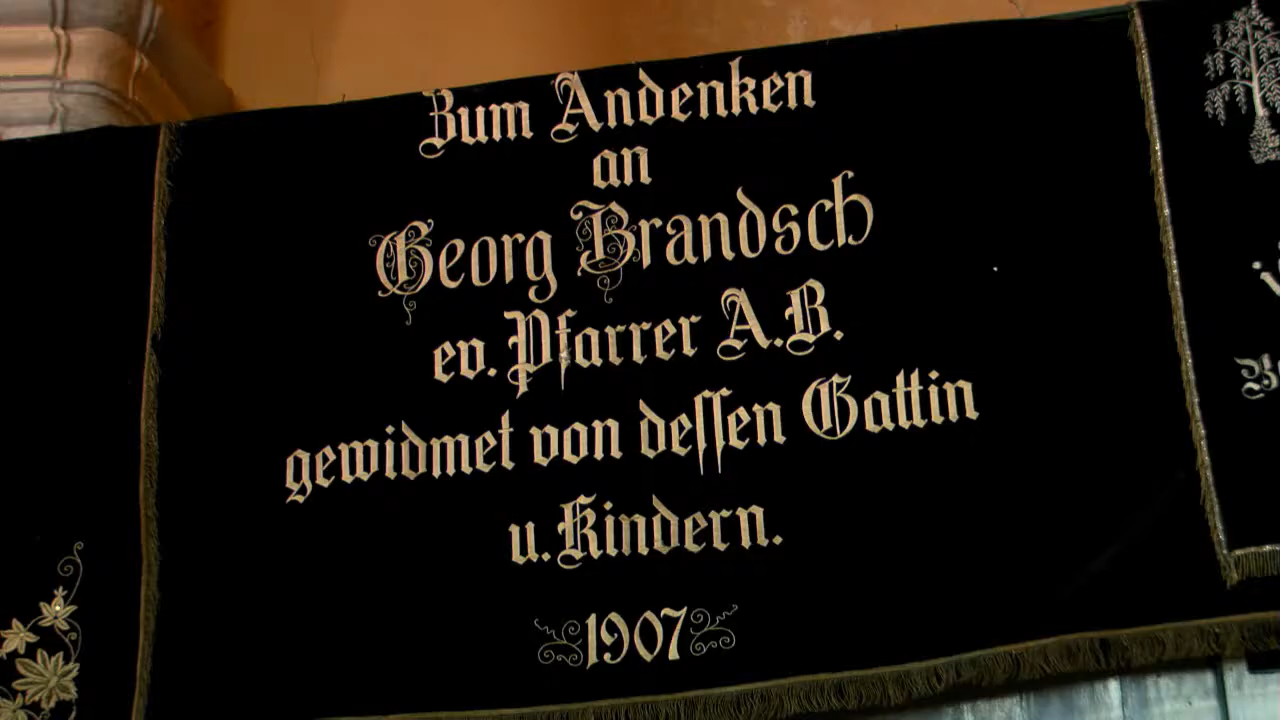 Zum Andenken
an
Georg Brandsch
ev. Pfarrer A.B.
gewidmet von dessen Gattin
u. Kindern.
1907